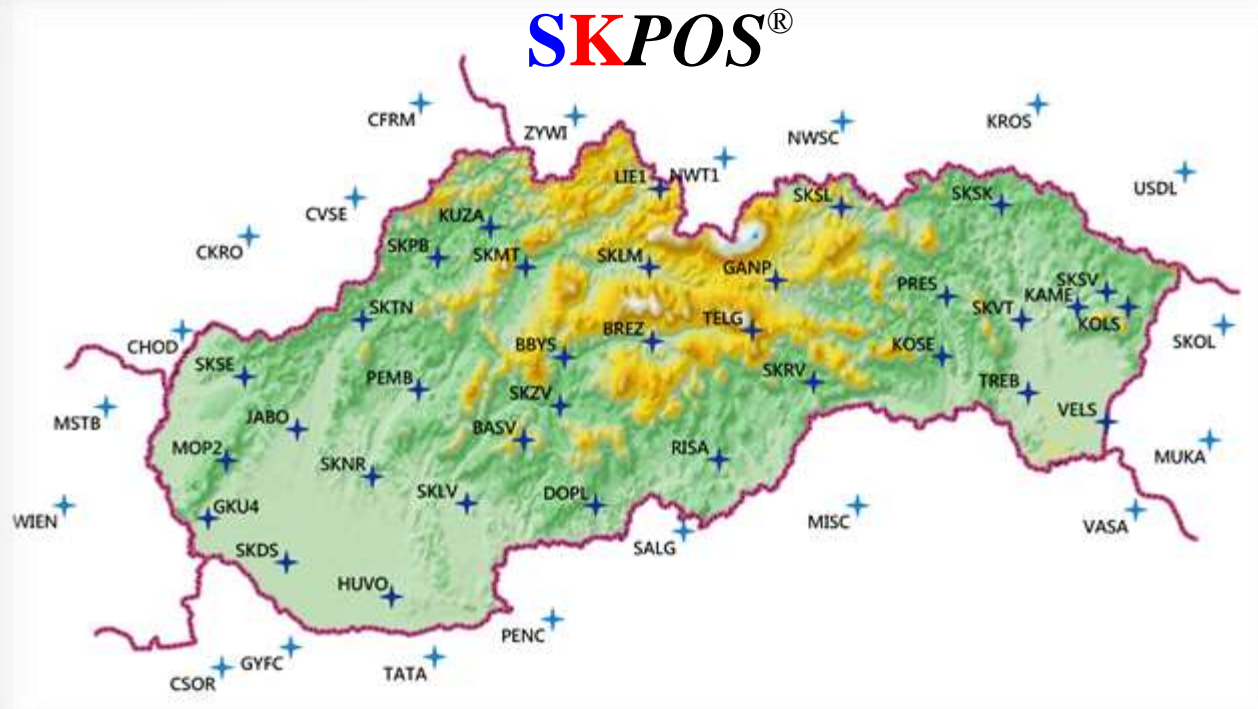 SKPOS®
CFRM
ZYWI
NWSC
KROS
LIE1
NWT1
USDL
SKSL
SKSK
CVSE
KUZA
CKRO
SKPB
SKMT
SKLM
GANP
PRES
SKSV
KAME
SKTN
SKVT
KOLS
BREZ
TELG
CHOD
BBYS
KOSE
SKOL
SKSE
PEMB
SKRV
TREB
SKZV
VELS
MSTB
JABO
BASV
MOP2
RISA
MUKA
SKNR
SKLV
DOPL
GKU4
WIEN
MISC
VASA
SKDS
SALG
HUVO
PENC
GYFC
TATA
CSOR